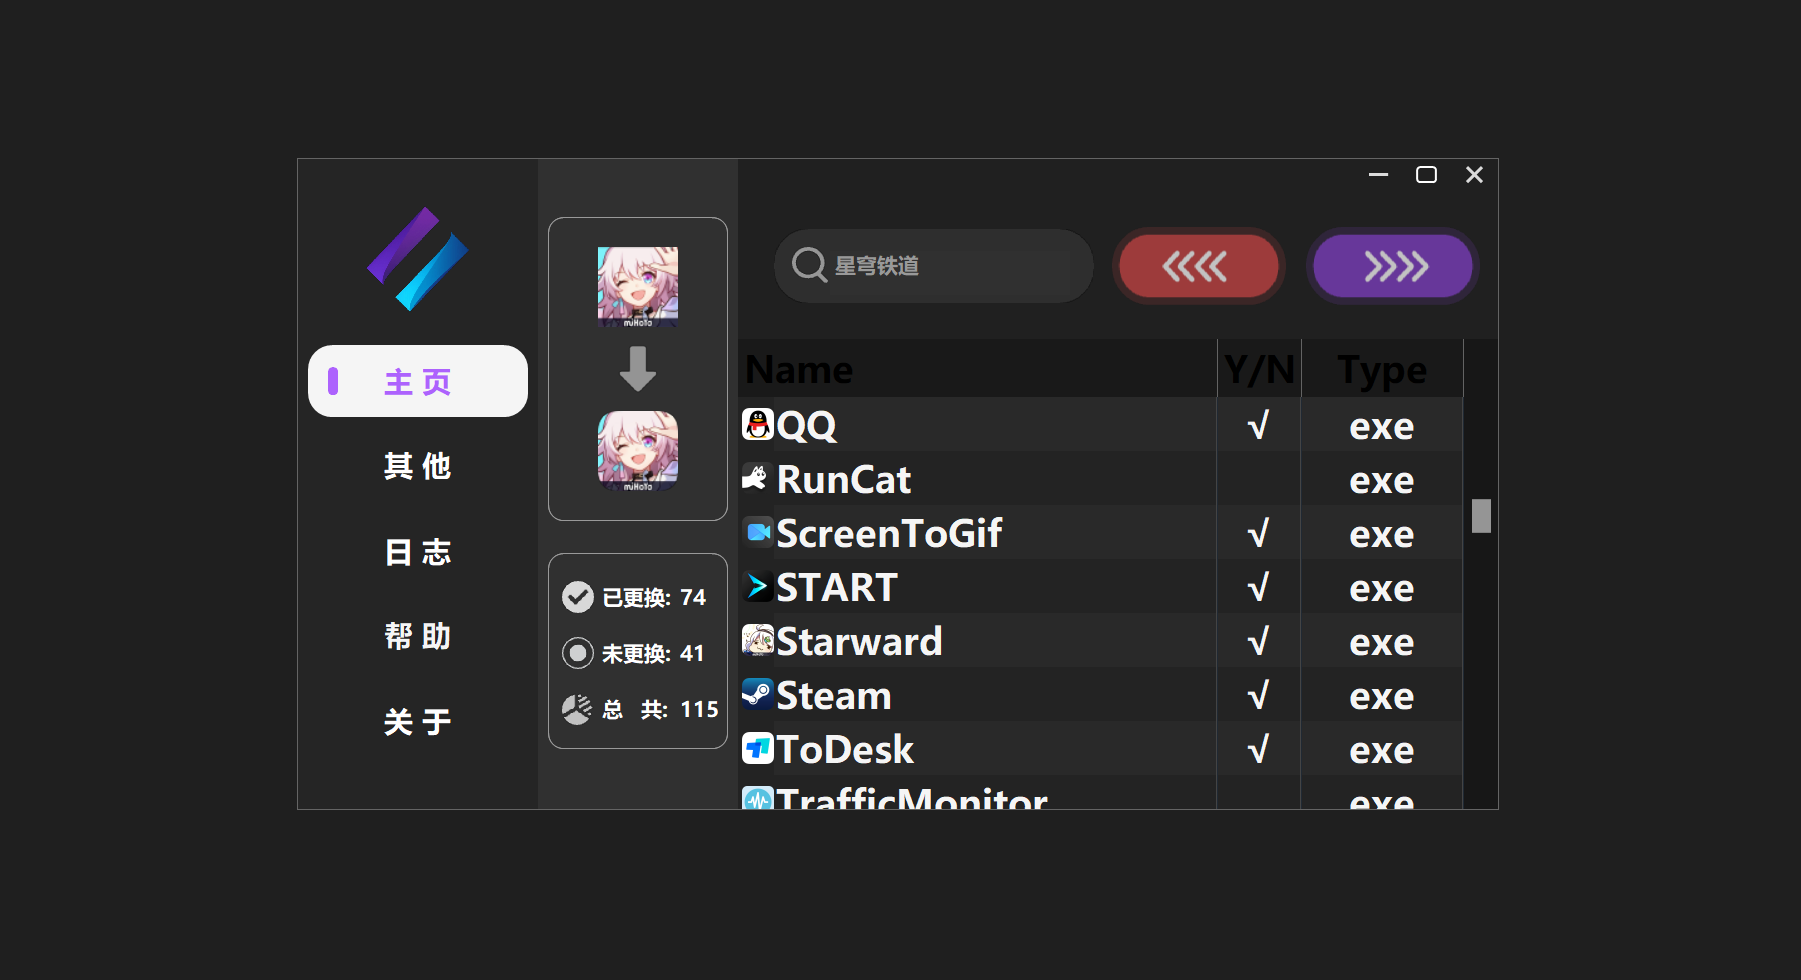 主页
其他
日志
帮助
关于
miHoYo
miHoYo
已更换: 74
未更换: 41
总 共: 115
星穹铁道
Name Y/N Type
QQ √ exe
RunCat exe
ScreenToGif √ exe
START √ exe
Starward √ exe
Steam √ exe
ToDesk √ exe
TrafficMonitor exe